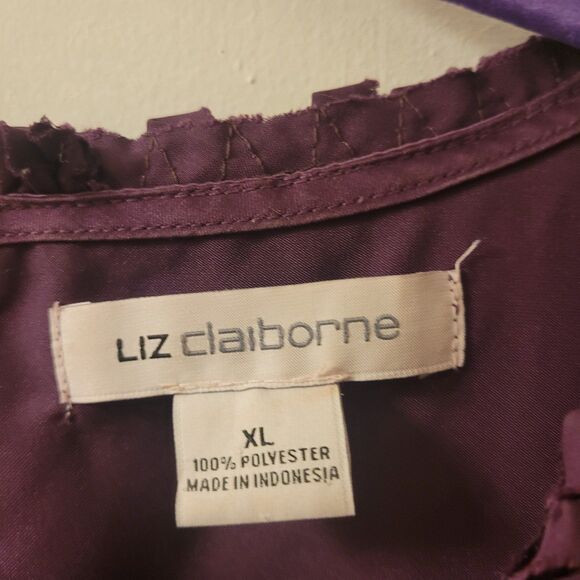 LIZ claiborne
XL
100% POLYESTER
MADE IN INDONESIA